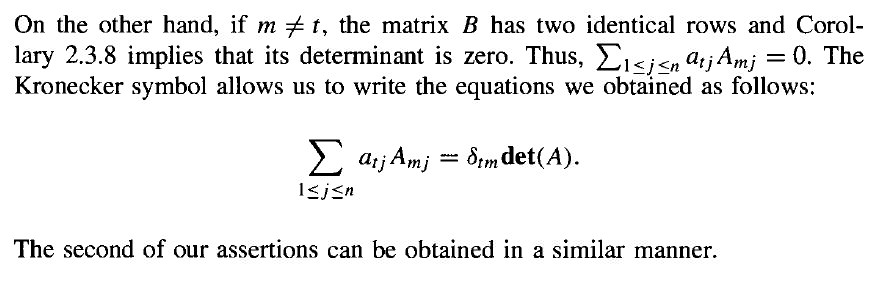 On the other hand, if m ≠ t, the matrix B has two identical rows and Corol-
lary 2.3.8 implies that its determinant is zero. Thus, ∑_{1≤j≤n} a_{tj} A_{mj} = 0. The
Kronecker symbol allows us to write the equations we obtained as follows:
∑_{1≤j≤n} a_{tj} A_{mj} = δ_{tm} det(A).
The second of our assertions can be obtained in a similar manner.